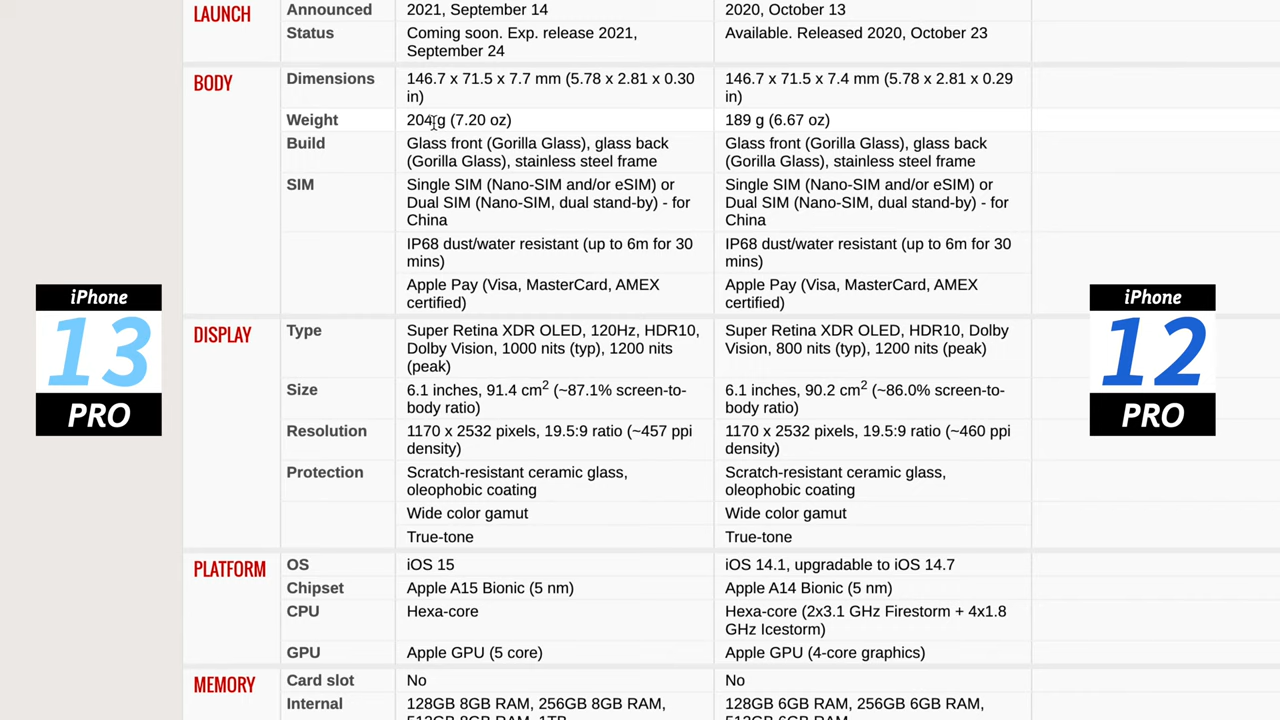 LAUNCH
Announced
2021, September 14
2020, October 13
Status
Coming soon. Exp. release 2021,
September 24
Available. Released 2020, October 23
BODY
Dimensions
146.7 x 71.5 x 7.7 mm (5.78 x 2.81 x 0.30
in)
146.7 x 71.5 x 7.4 mm (5.78 x 2.81 x 0.29
in)
Weight
204 g (7.20 oz)
189 g (6.67 oz)
Build
Glass front (Gorilla Glass), glass back
(Gorilla Glass), stainless steel frame
Glass front (Gorilla Glass), glass back
(Gorilla Glass), stainless steel frame
SIM
Single SIM (Nano-SIM and/or eSIM) or
Dual SIM (Nano-SIM, dual stand-by) - for
China
Single SIM (Nano-SIM and/or eSIM) or
Dual SIM (Nano-SIM, dual stand-by) - for
China
IP68 dust/water resistant (up to 6m for 30
mins)
IP68 dust/water resistant (up to 6m for 30
mins)
Apple Pay (Visa, MasterCard, AMEX
certified)
Apple Pay (Visa, MasterCard, AMEX
certified)
iPhone
13
PRO
iPhone
12
PRO
DISPLAY
Type
Super Retina XDR OLED, 120Hz, HDR10,
Dolby Vision, 1000 nits (typ), 1200 nits
(peak)
Super Retina XDR OLED, HDR10, Dolby
Vision, 800 nits (typ), 1200 nits (peak)
Size
6.1 inches, 91.4 cm² (~87.1% screen-to-
body ratio)
6.1 inches, 90.2 cm² (~86.0% screen-to-
body ratio)
Resolution
1170 x 2532 pixels, 19.5:9 ratio (~457 ppi
density)
1170 x 2532 pixels, 19.5:9 ratio (~460 ppi
density)
Protection
Scratch-resistant ceramic glass,
oleophobic coating
Scratch-resistant ceramic glass,
oleophobic coating
Wide color gamut
Wide color gamut
True-tone
True-tone
PLATFORM
OS
iOS 15
iOS 14.1, upgradable to iOS 14.7
Chipset
Apple A15 Bionic (5 nm)
Apple A14 Bionic (5 nm)
CPU
Hexa-core
Hexa-core (2x3.1 GHz Firestorm + 4x1.8
GHz Icestorm)
GPU
Apple GPU (5 core)
Apple GPU (4-core graphics)
MEMORY
Card slot
No
No
Internal
128GB 8GB RAM, 256GB 8GB RAM,
512GB 8GB RAM, 1TB
128GB 6GB RAM, 256GB 6GB RAM,
512GB 6GB RAM